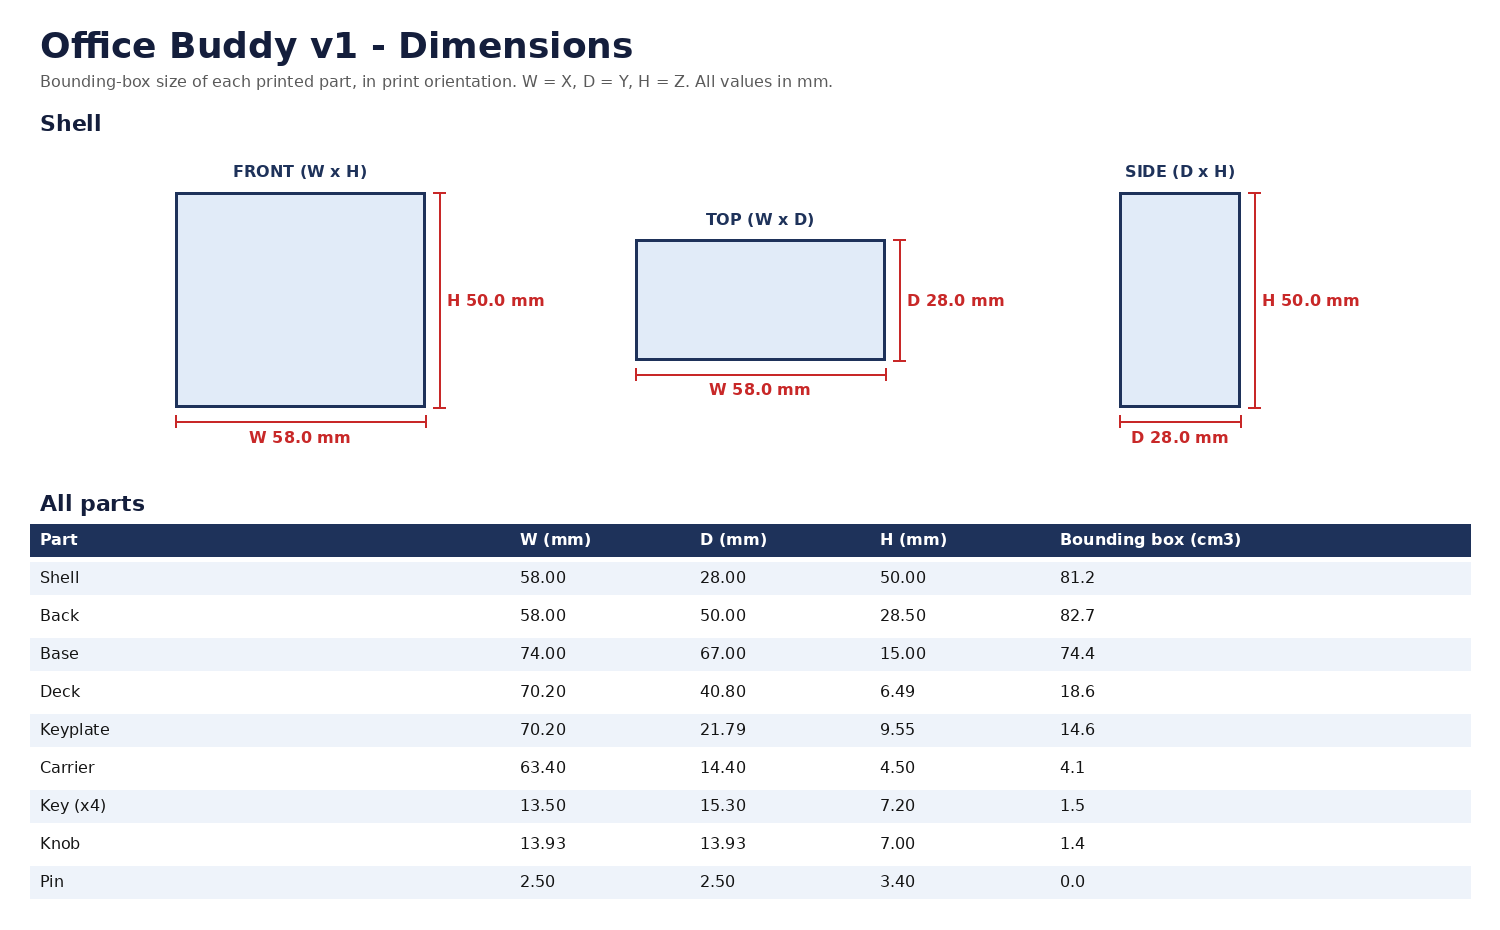 Office Buddy v1 - Dimensions
Bounding-box size of each printed part, in print orientation. W = X, D = Y, H = Z. All values in mm.
Shell
FRONT (W x H)
H 50.0 mm
W 58.0 mm
TOP (W x D)
D 28.0 mm
W 58.0 mm
SIDE (D x H)
H 50.0 mm
D 28.0 mm
All parts
Part W (mm) D (mm) H (mm) Bounding box (cm3)
Shell 58.00 28.00 50.00 81.2
Back 58.00 50.00 28.50 82.7
Base 74.00 67.00 15.00 74.4
Deck 70.20 40.80 6.49 18.6
Keyplate 70.20 21.79 9.55 14.6
Carrier 63.40 14.40 4.50 4.1
Key (x4) 13.50 15.30 7.20 1.5
Knob 13.93 13.93 7.00 1.4
Pin 2.50 2.50 3.40 0.0